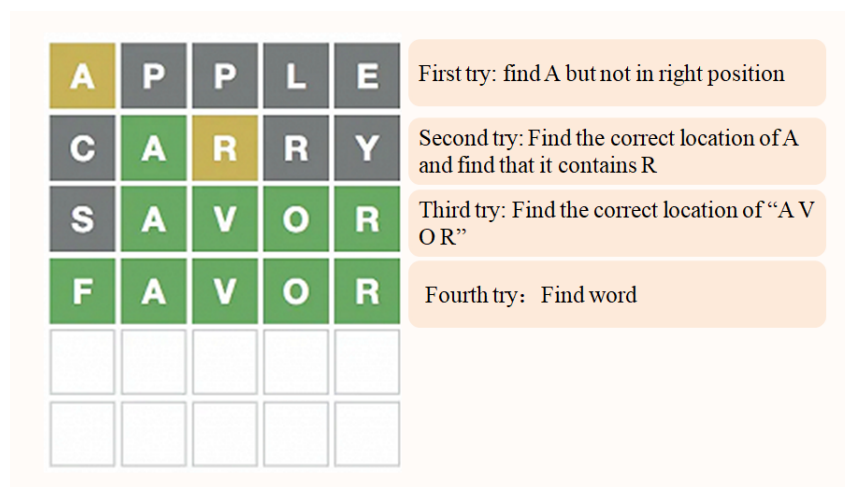 A P P L E First try: find A but not in right position
C A R R Y Second try: Find the correct location of A
and find that it contains R
S A V O R Third try: Find the correct location of “A V
O R”
F A V O R Fourth try：Find word